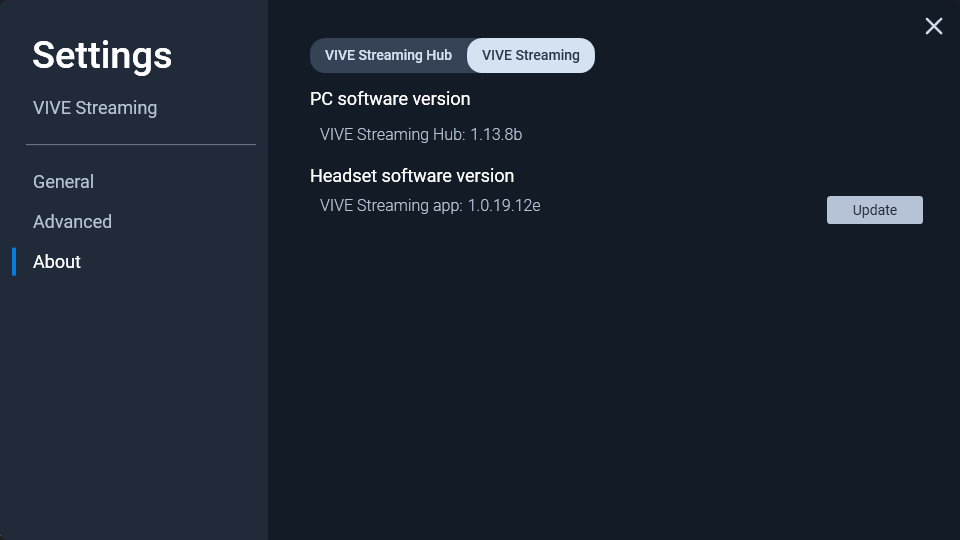 Settings
VIVE Streaming
General
Advanced
About
VIVE Streaming Hub
VIVE Streaming
PC software version
VIVE Streaming Hub: 1.13.8b
Headset software version
VIVE Streaming app: 1.0.19.12e
Update